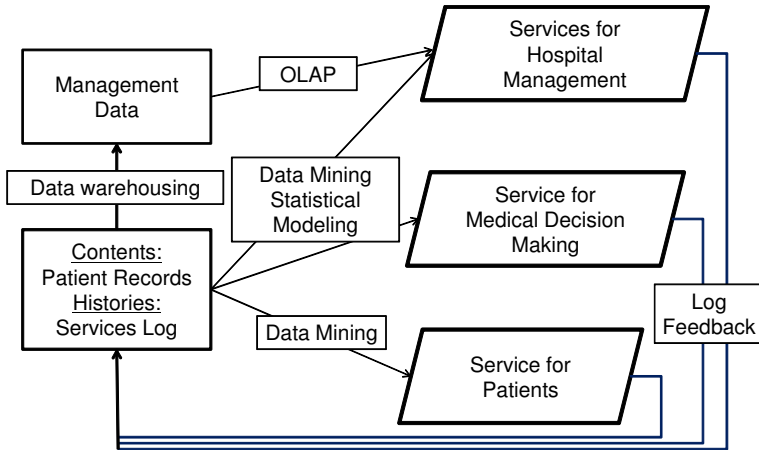 Management
Data
OLAP
Services for
Hospital
Management
Data warehousing
Data Mining
Statistical
Modeling
Service for
Medical Decision
Making
Contents:
Patient Records
Histories:
Services Log
Data Mining
Service for
Patients
Log
Feedback